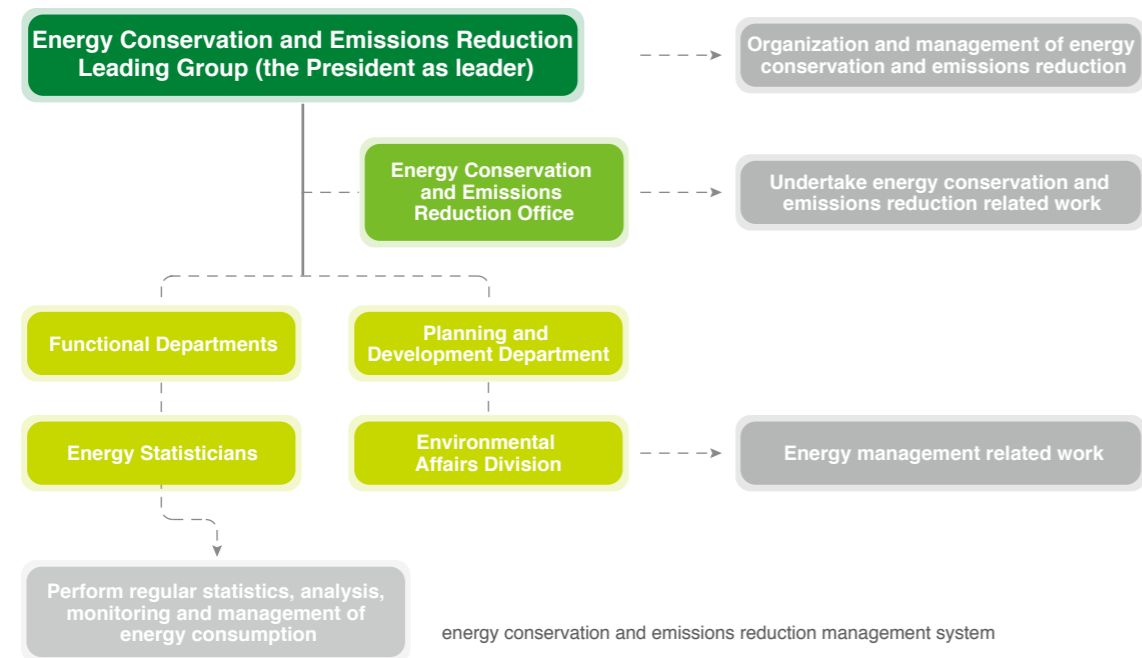 Energy Conservation and Emissions Reduction
Leading Group (the President as leader)
Organization and management of energy
conservation and emissions reduction
Energy Conservation
and Emissions
Reduction Office
Undertake energy conservation and
emissions reduction related work
Functional Departments
Planning and
Development Department
Energy Statisticians
Environmental
Affairs Division
Energy management related work
Perform regular statistics, analysis,
monitoring and management of
energy consumption
energy conservation and emissions reduction management system